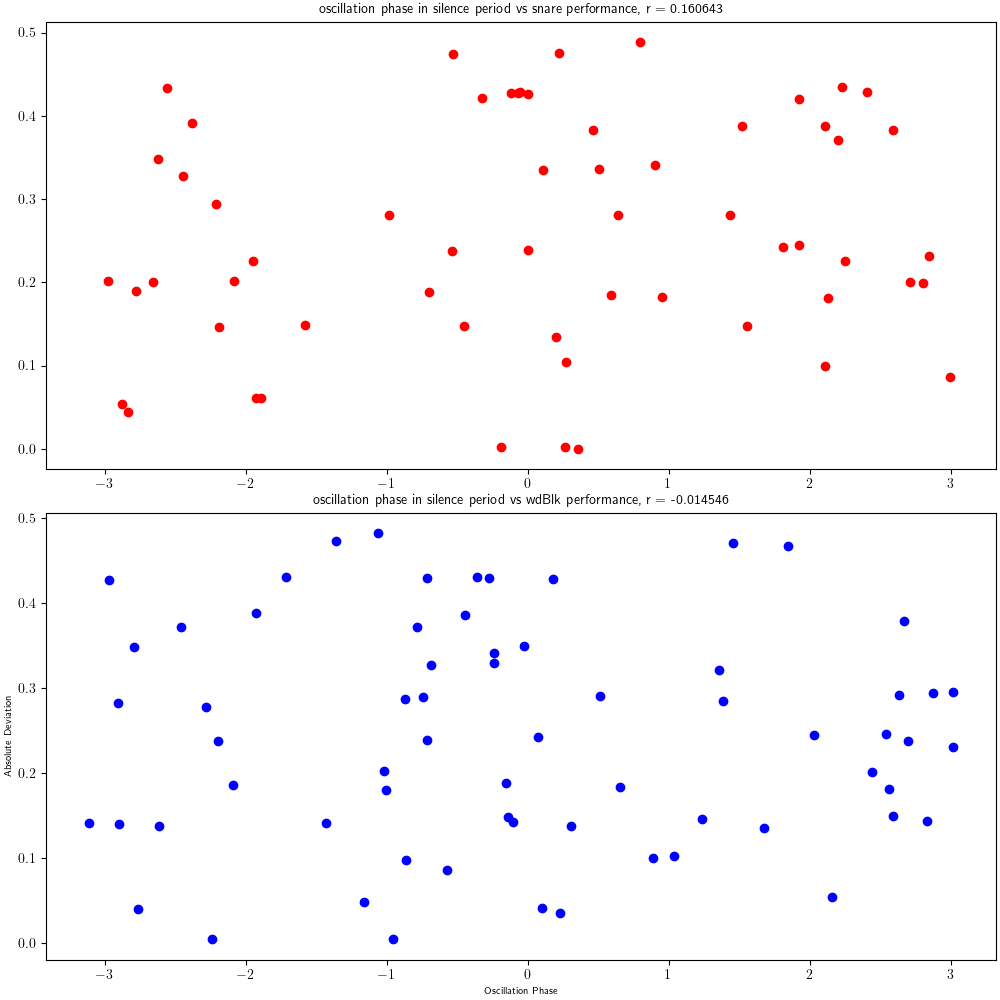 oscillation phase in silence period vs snare performance, r = 0.160643
0.5
0.4
0.3
0.2
0.1
0.0
−3 −2 −1 0 1 2 3
oscillation phase in silence period vs wdBlk performance, r = -0.014546
0.5
0.4
0.3
0.2
0.1
0.0
Absolute Deviation
−3 −2 −1 0 1 2 3
Oscillation Phase